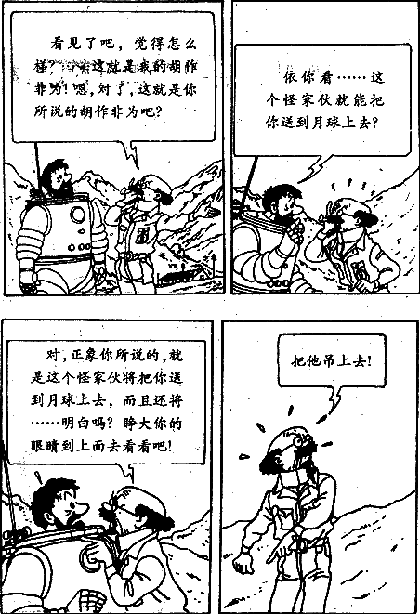 看见了吧，觉得怎么
样？ 这就是我的胡作
非为！嗯，对了，这就是你
所说的胡作非为吧？
依你看……这
个怪家伙就能把
你送到月球上去？
对，正象你所说的，就
是这个怪家伙将把你送
到月球上去，而且还将
……明白吗？睁大你的
眼睛到上面去看看吧！
把他吊上去！